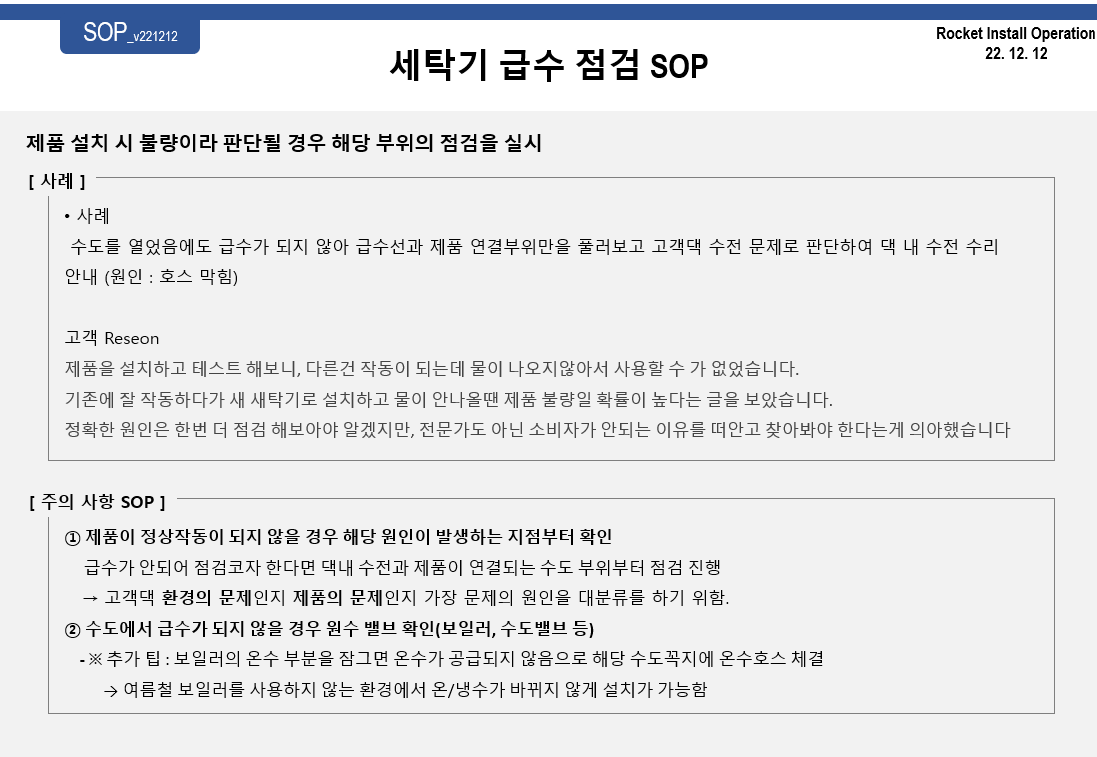 SOP_v221212
Rocket Install Operation
22. 12. 12
세탁기 급수 점검 SOP
제품 설치 시 불량이라 판단될 경우 해당 부위의 점검을 실시
[ 사례 ]
• 사례
수도를 열었음에도 급수가 되지 않아 급수선과 제품 연결부위만을 풀러보고 고객댁 수전 문제로 판단하여 댁 내 수전 수리
안내 (원인 : 호스 막힘)
고객 Reseon
제품을 설치하고 테스트 해보니, 다른건 작동이 되는데 물이 나오지않아서 사용할 수 가 없었습니다.
기존에 잘 작동하다가 새 새탁기로 설치하고 물이 안나올땐 제품 불량일 확률이 높다는 글을 보았습니다.
정확한 원인은 한번 더 점검 해보아야 알겠지만, 전문가도 아닌 소비자가 안되는 이유를 떠안고 찾아봐야 한다는게 의아했습니다
[ 주의 사항 SOP ]
① 제품이 정상작동이 되지 않을 경우 해당 원인이 발생하는 지점부터 확인
급수가 안되어 점검코자 한다면 댁내 수전과 제품이 연결되는 수도 부위부터 점검 진행
→ 고객댁 환경의 문제인지 제품의 문제인지 가장 문제의 원인을 대분류를 하기 위함.
② 수도에서 급수가 되지 않을 경우 원수 밸브 확인(보일러, 수도밸브 등)
- ※ 추가 팁 : 보일러의 온수 부분을 잠그면 온수가 공급되지 않음으로 해당 수도꼭지에 온수호스 체결
→ 여름철 보일러를 사용하지 않는 환경에서 온/냉수가 바뀌지 않게 설치가 가능함